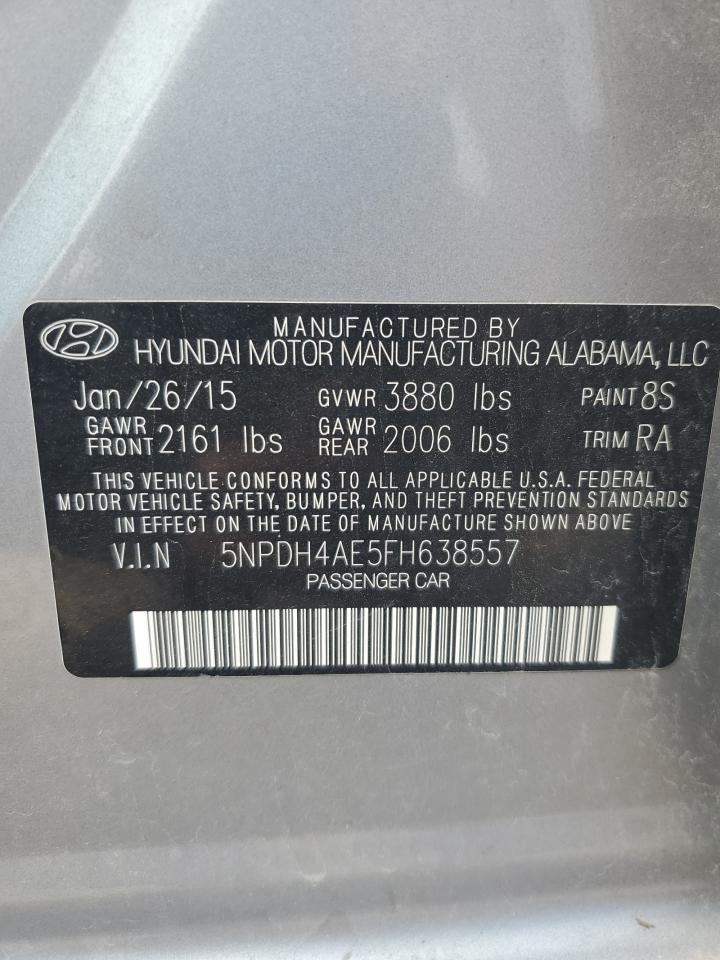 MANUFACTURED BY
HYUNDAI MOTOR MANUFACTURING ALABAMA, LLC
Jan/26/15 GVWR 3880 lbs PAINT 8S
GAWR FRONT 2161 lbs GAWR REAR 2006 lbs TRIM RA
THIS VEHICLE CONFORMS TO ALL APPLICABLE U.S.A. FEDERAL
MOTOR VEHICLE SAFETY, BUMPER, AND THEFT PREVENTION STANDARDS
IN EFFECT ON THE DATE OF MANUFACTURE SHOWN ABOVE
V.I.N 5NPDH4AE5FH638557
PASSENGER CAR